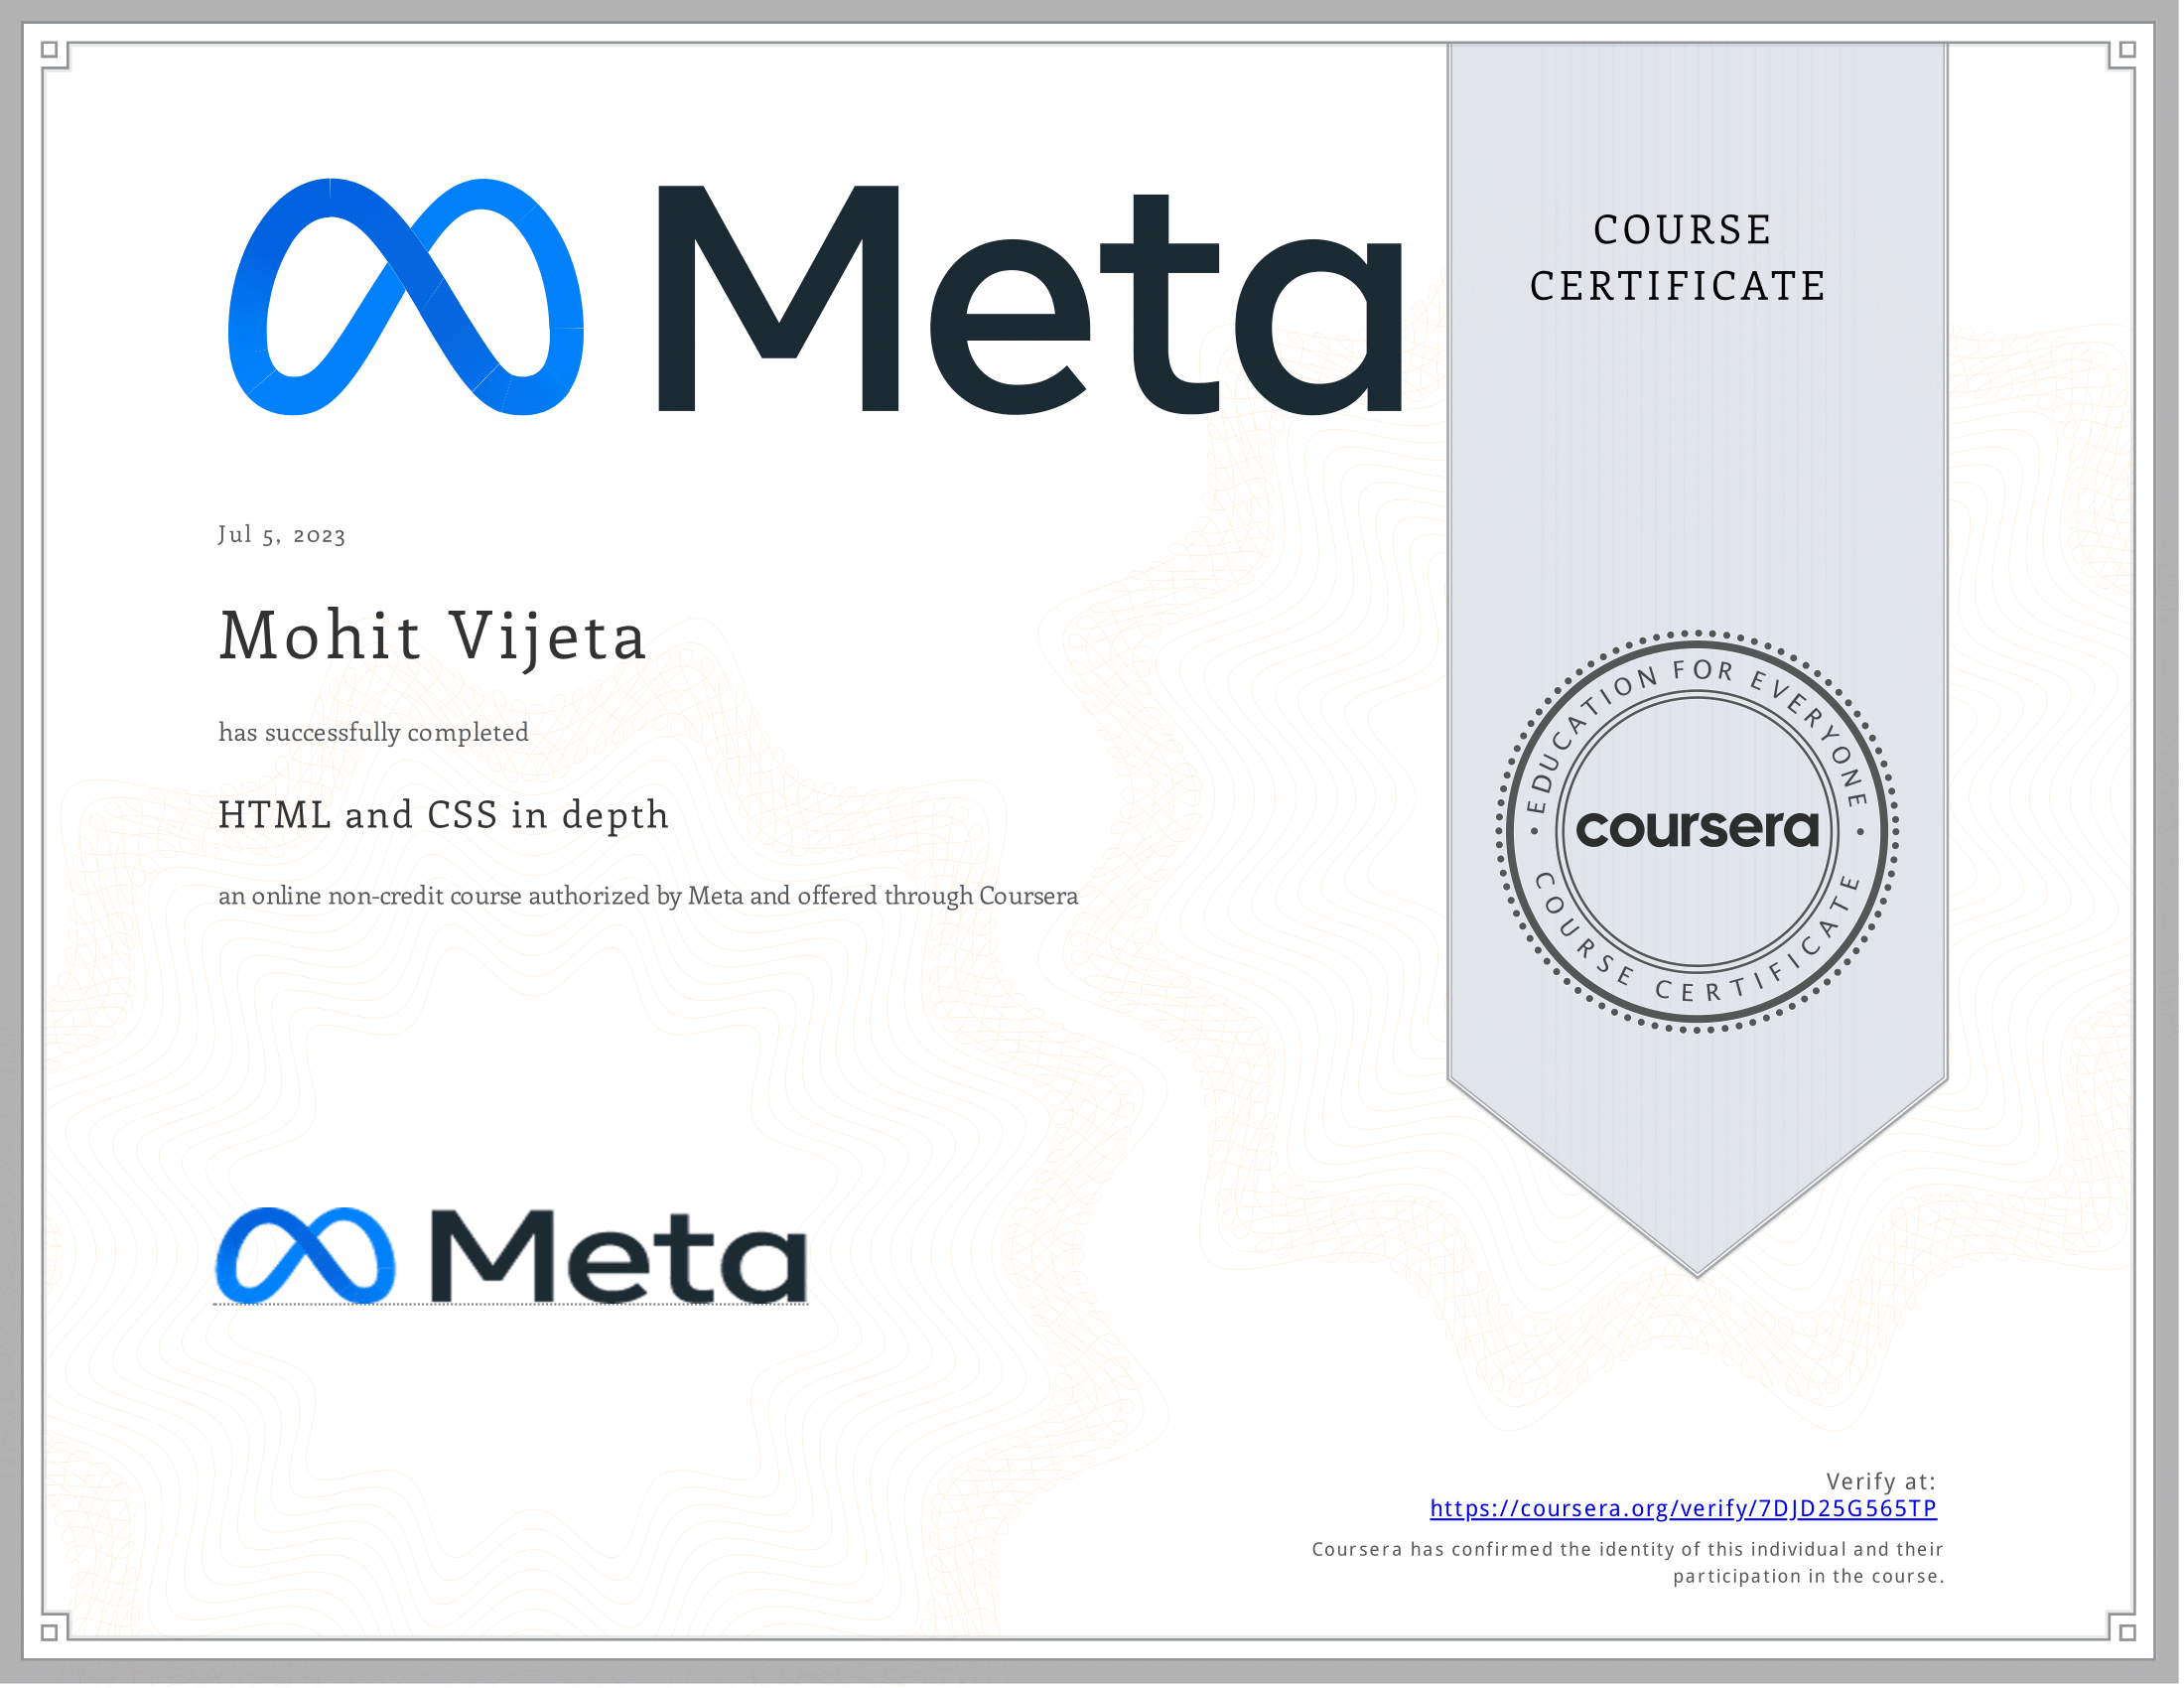 Meta
COURSE
CERTIFICATE
Jul 5, 2023
Mohit Vijeta
has successfully completed
HTML and CSS in depth
an online non-credit course authorized by Meta and offered through Coursera
EDUCATION FOR EVERYONE
coursera
COURSE CERTIFICATE
Meta
Verify at:
https://coursera.org/verify/7DJD25G565TP
Coursera has confirmed the identity of this individual and their
participation in the course.